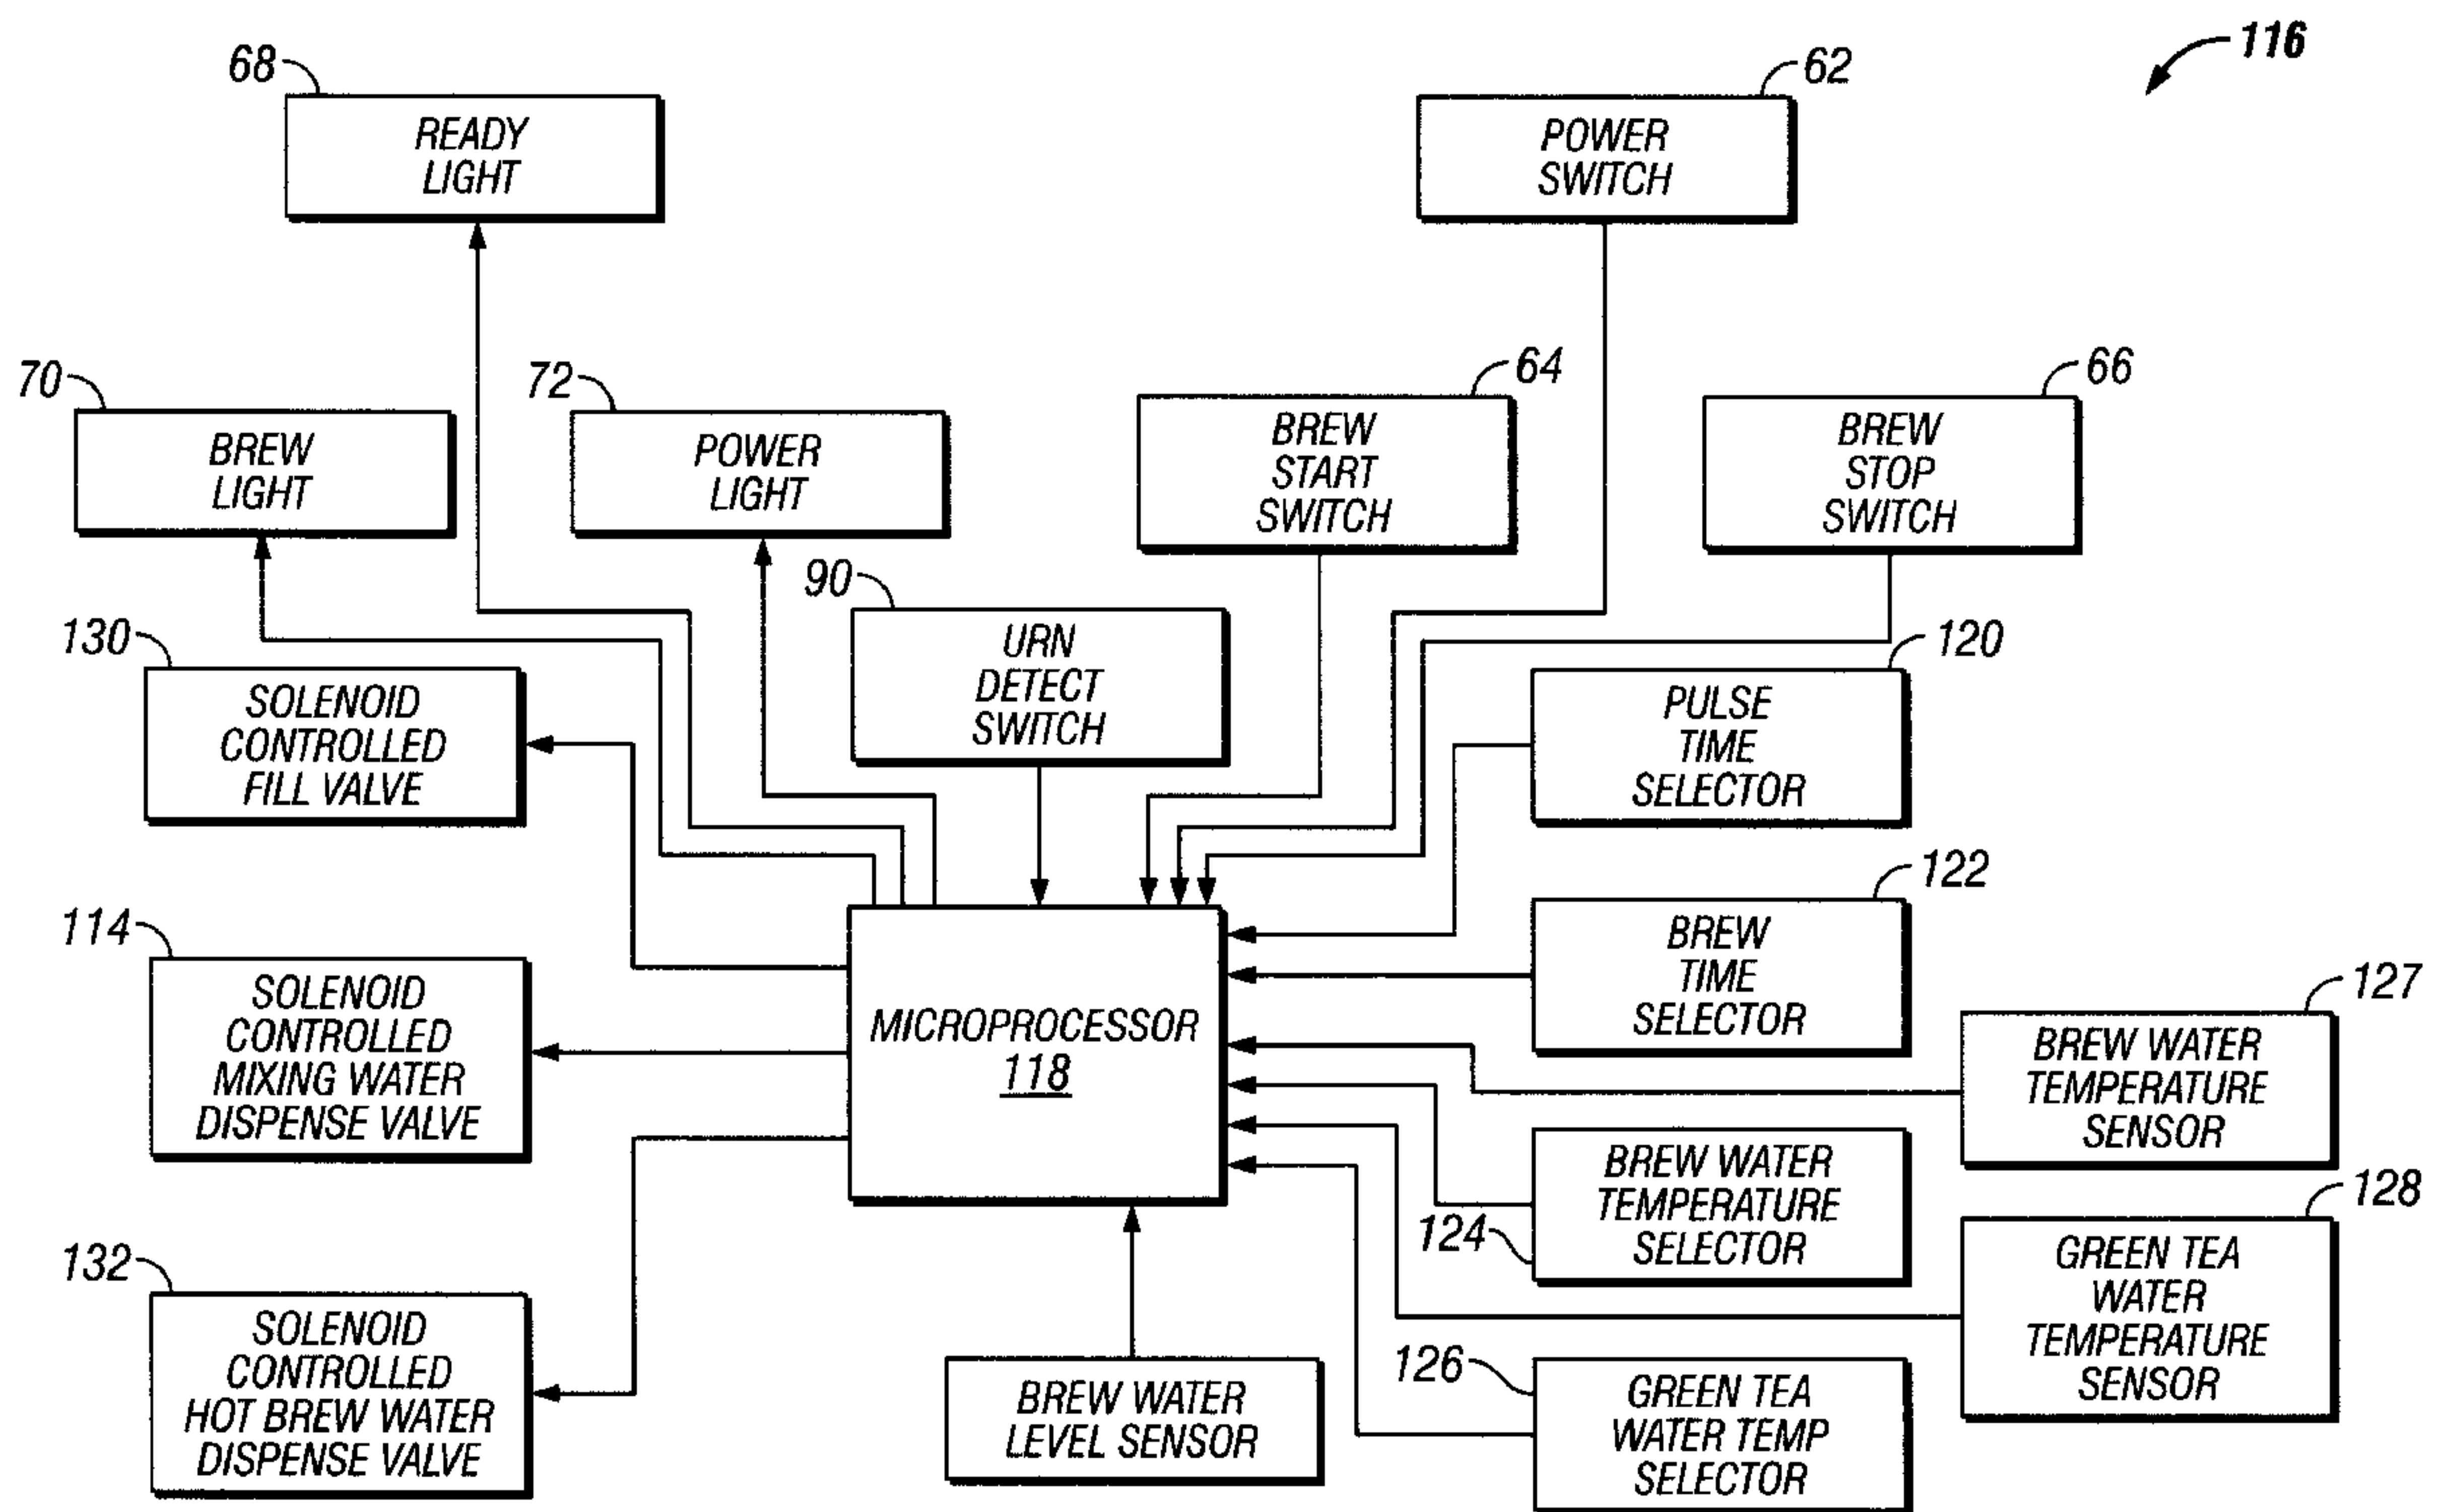 116
68
READY
LIGHT
62
POWER
SWITCH
70
BREW
LIGHT
72
POWER
LIGHT
64
BREW
START
SWITCH
66
BREW
STOP
SWITCH
90
URN
DETECT
SWITCH
130
SOLENOID
CONTROLLED
FILL VALVE
120
PULSE
TIME
SELECTOR
114
SOLENOID
CONTROLLED
MIXING WATER
DISPENSE VALVE
MICROPROCESSOR
118
122
BREW
TIME
SELECTOR
127
BREW WATER
TEMPERATURE
SENSOR
124
BREW WATER
TEMPERATURE
SELECTOR
128
GREEN TEA
WATER
TEMPERATURE
SENSOR
132
SOLENOID
CONTROLLED
HOT BREW WATER
DISPENSE VALVE
BREW WATER
LEVEL SENSOR
126
GREEN TEA
WATER TEMP
SELECTOR